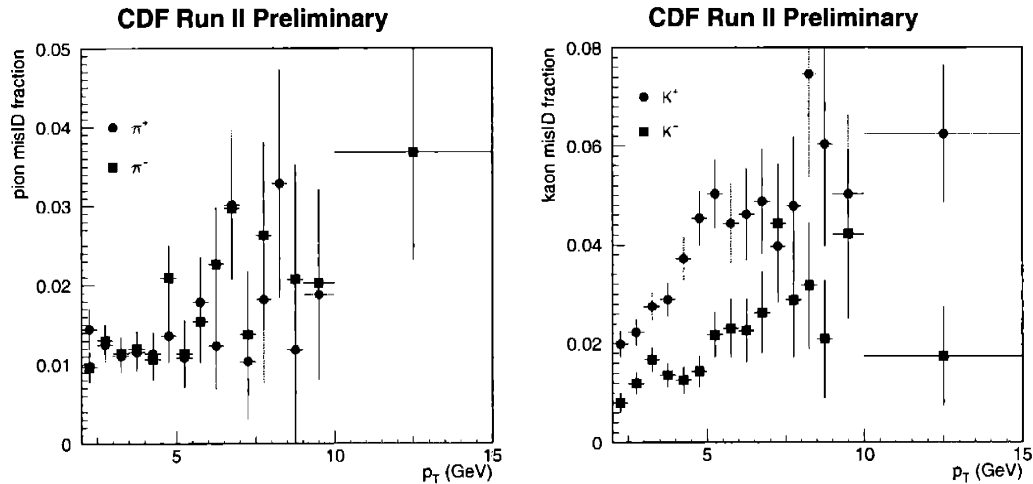 CDF Run II Preliminary
pion misID fraction
0.05
0.04
0.03
0.02
0.01
0
π⁺
π⁻
5
10
15
p_T (GeV)
CDF Run II Preliminary
kaon misID fraction
0.08
0.06
0.04
0.02
0
K⁺
K⁻
5
10
15
p_T (GeV)